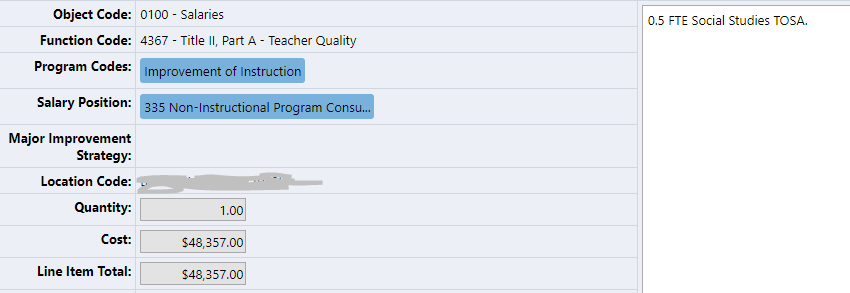 Object Code: 0100 - Salaries
0.5 FTE Social Studies TOSA.
Function Code: 4367 - Title II, Part A - Teacher Quality
Program Codes: Improvement of Instruction
Salary Position: 335 Non-Instructional Program Consu...
Major Improvement
Strategy:
Location Code:
Quantity: 1.00
Cost: $48,357.00
Line Item Total: $48,357.00